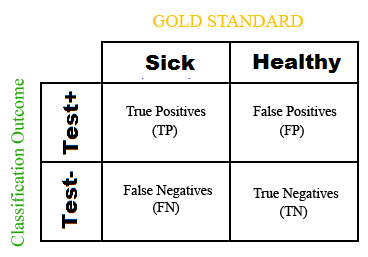 GOLD STANDARD
Sick
Healthy
Classification Outcome
Test+
True Positives
(TP)
False Positives
(FP)
Test-
False Negatives
(FN)
True Negatives
(TN)